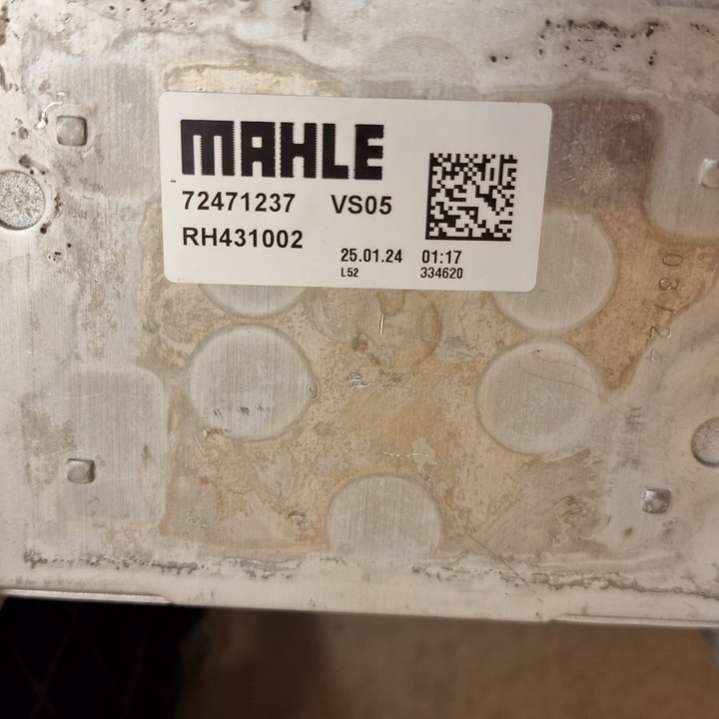 MAHLE
72471237 VS05
RH431002
25.01.24 01:17
L52 334620